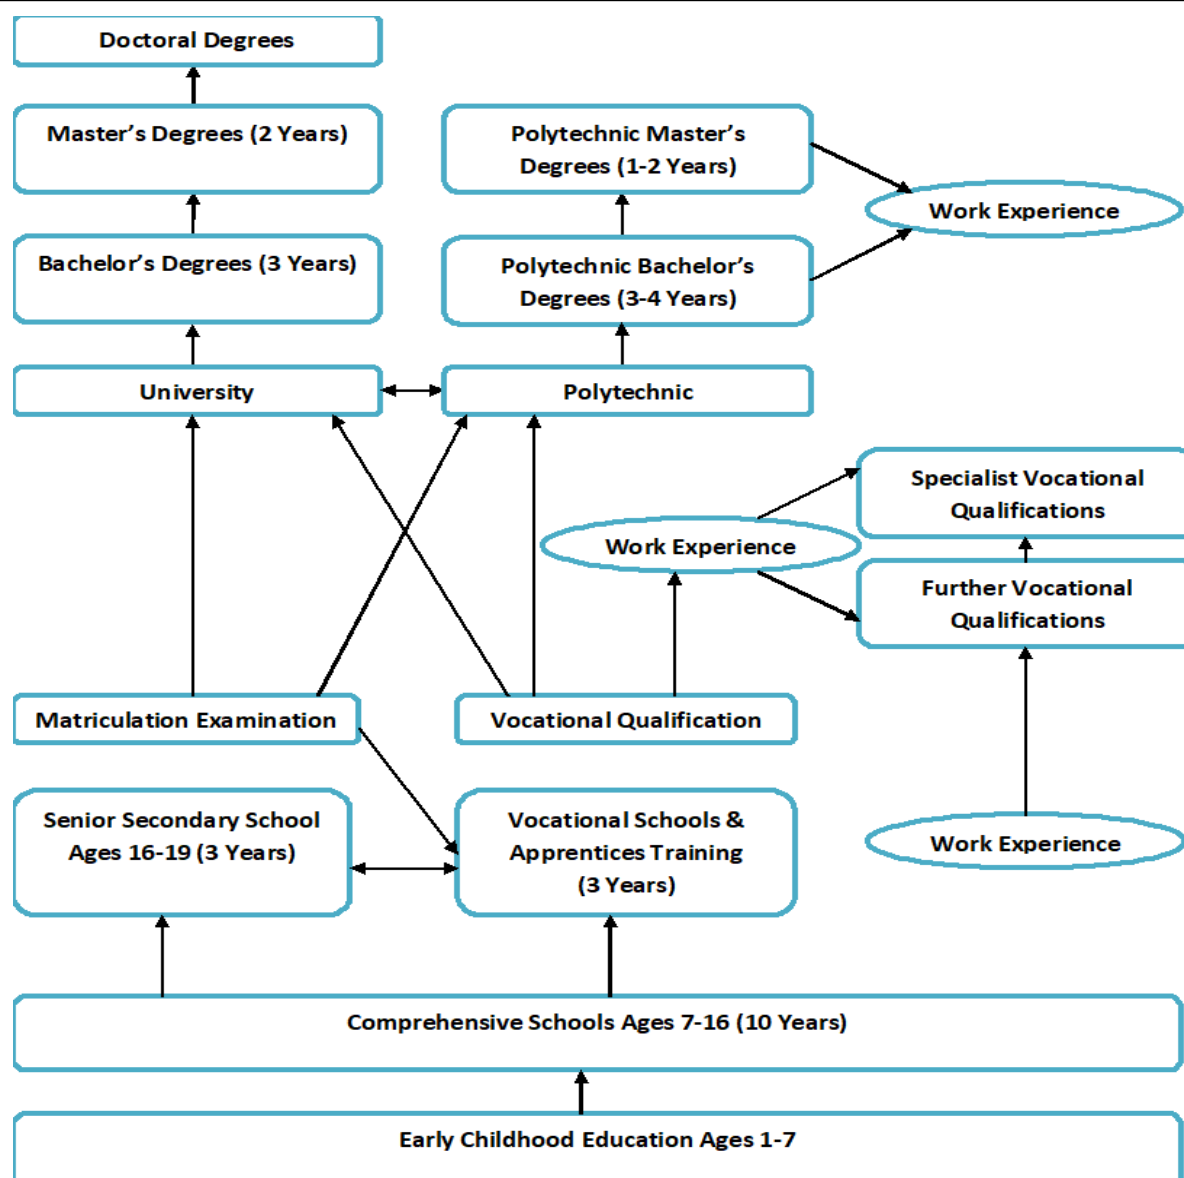 Doctoral Degrees
Master's Degrees (2 Years)
Polytechnic Master's
Degrees (1-2 Years)
Work Experience
Bachelor's Degrees (3 Years)
Polytechnic Bachelor's
Degrees (3-4 Years)
University
Polytechnic
Specialist Vocational
Qualifications
Work Experience
Further Vocational
Qualifications
Matriculation Examination
Vocational Qualification
Senior Secondary School
Ages 16-19 (3 Years)
Vocational Schools &
Apprentices Training
(3 Years)
Work Experience
Comprehensive Schools Ages 7-16 (10 Years)
Early Childhood Education Ages 1-7